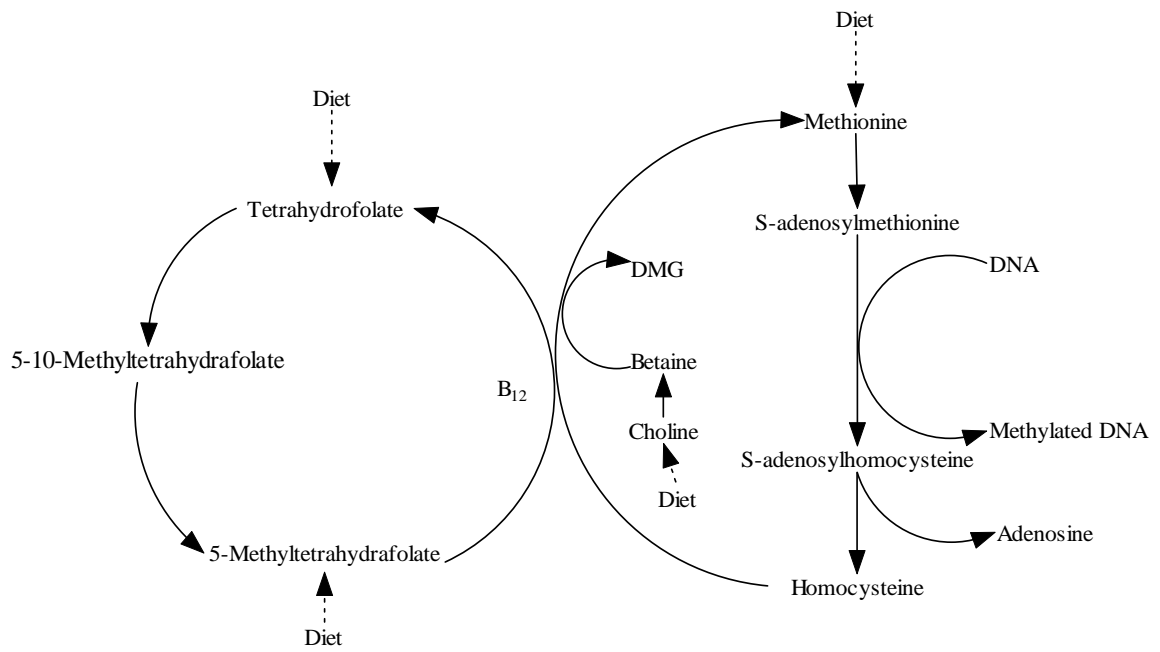 Diet
Diet
Methionine
Tetrahydrofolate
S-adenosylmethionine
DMG
DNA
5-10-Methyltetrahydrafolate
Betaine
B12
Choline
Methylated DNA
S-adenosylhomocysteine
Diet
Adenosine
5-Methyltetrahydrafolate
Homocysteine
Diet